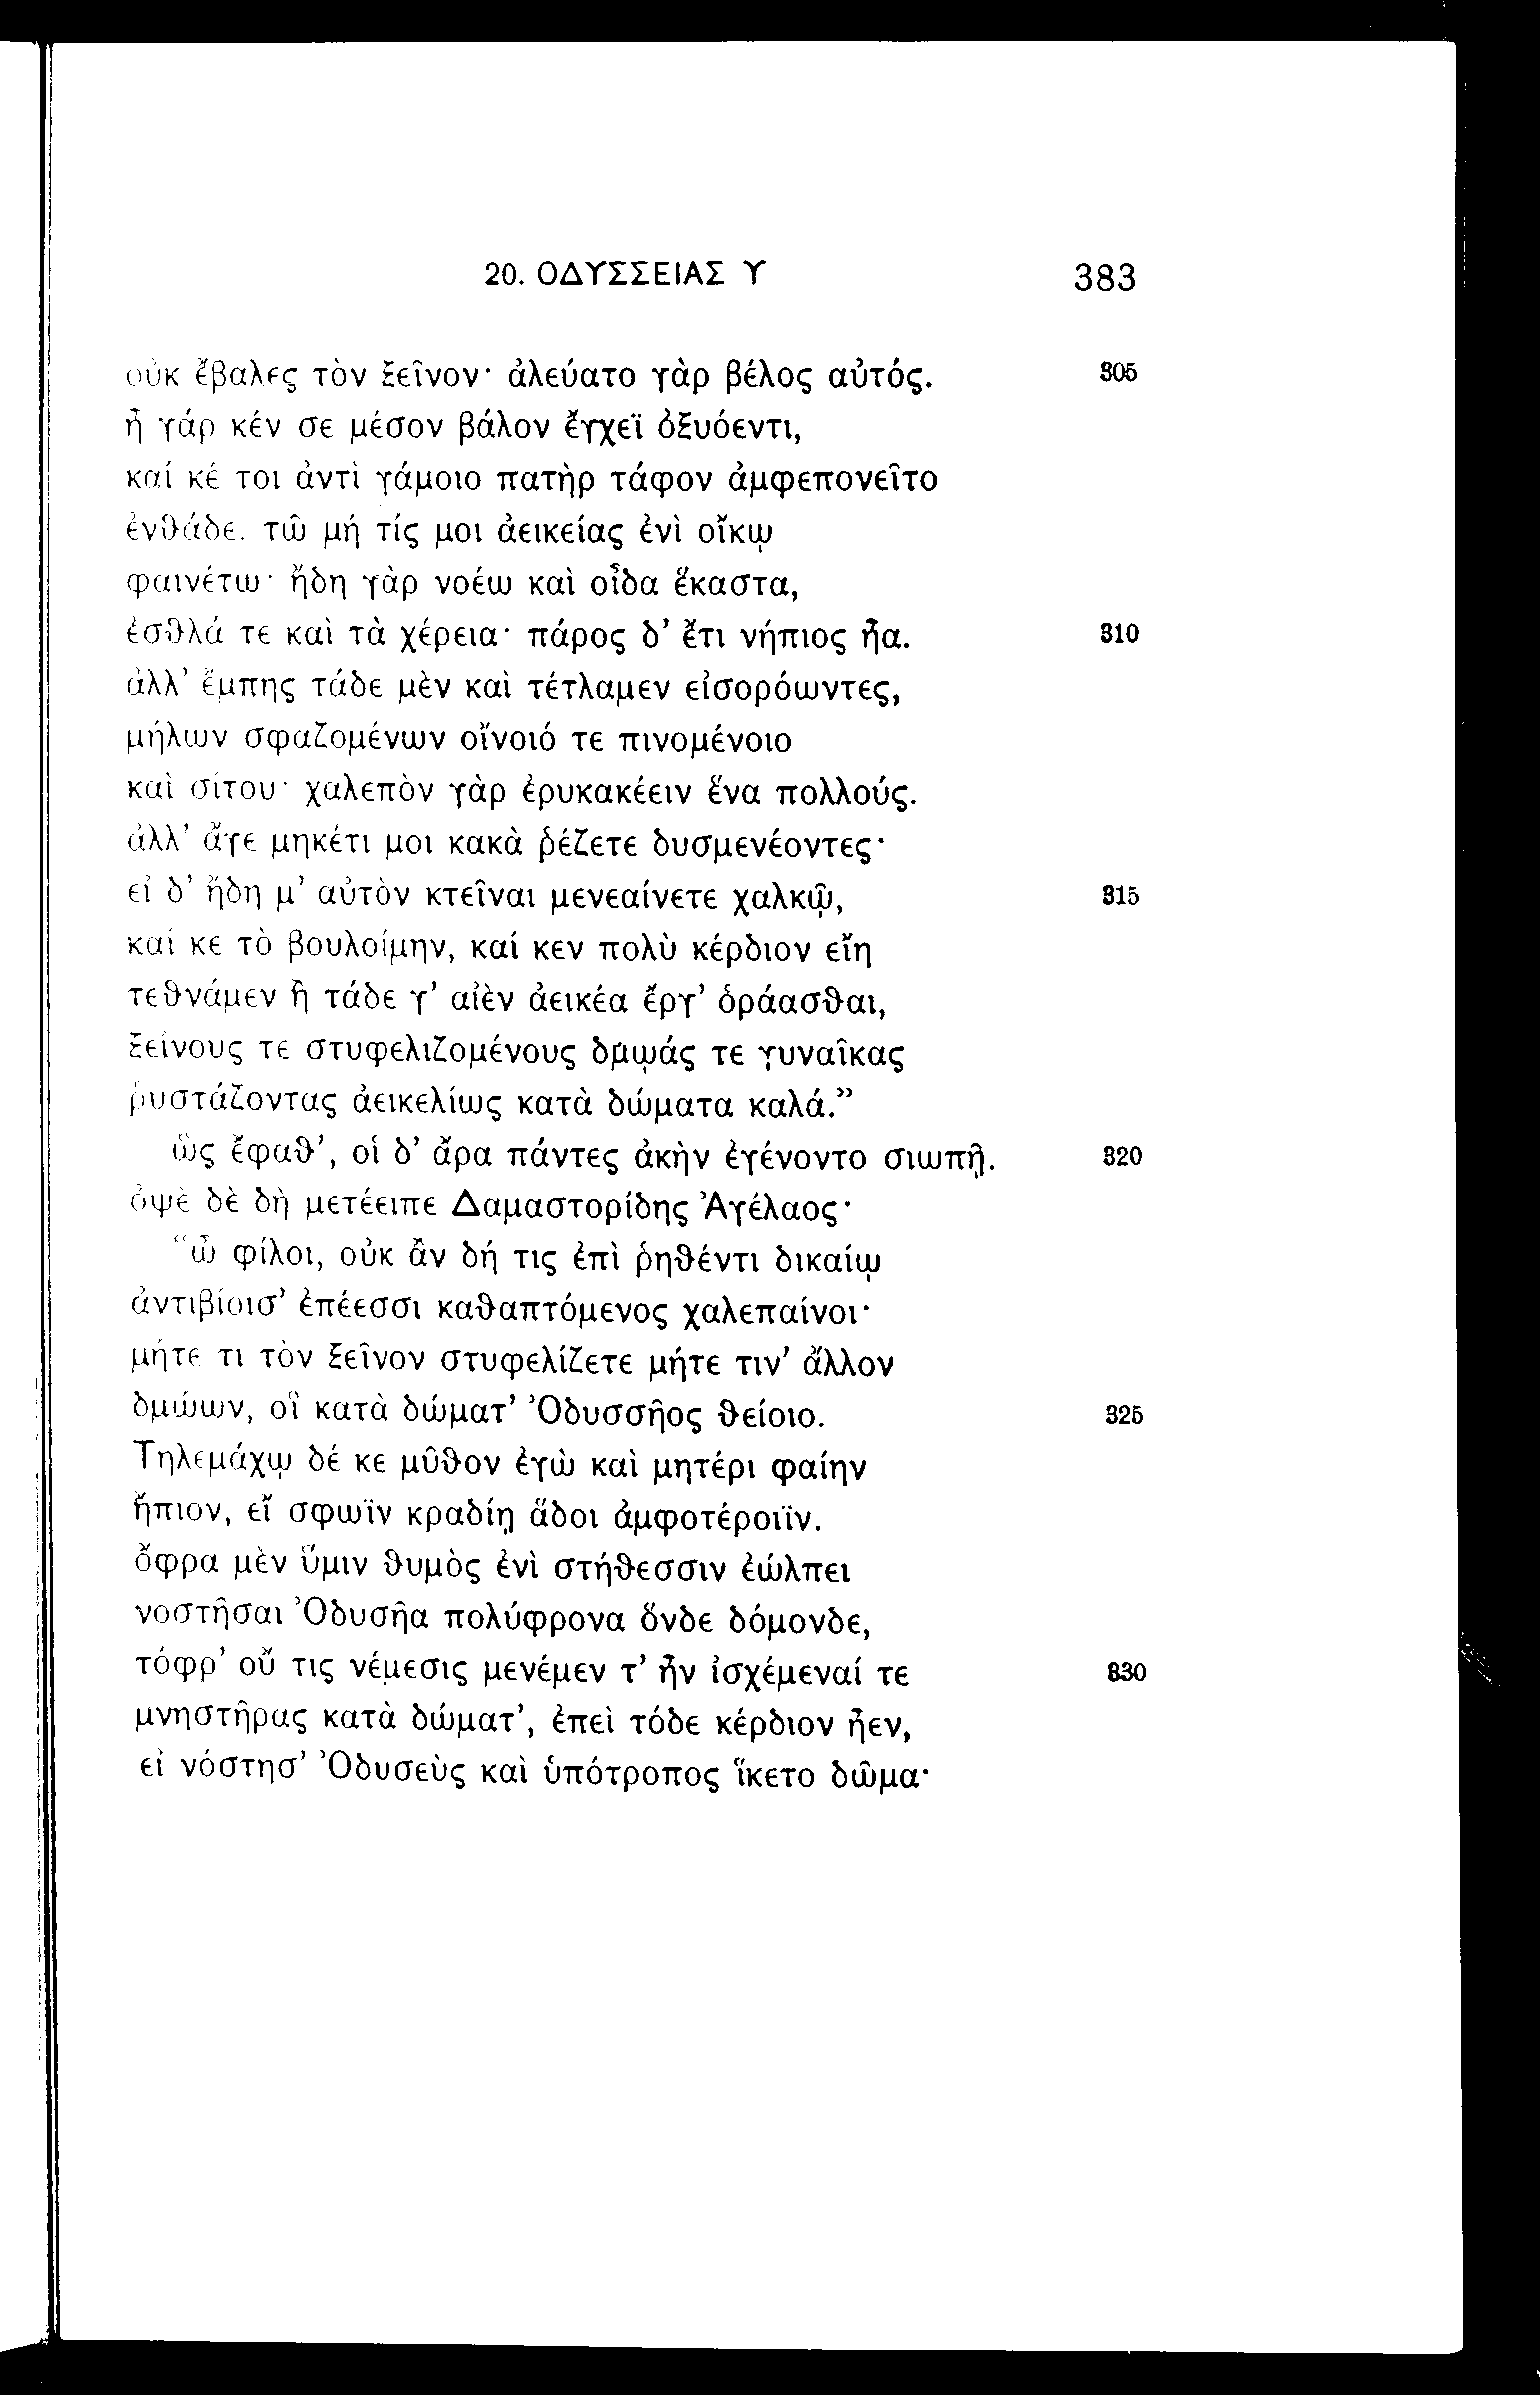 20. ΟΔΥΣΣΕΙΑΣ Υ 383
οὐκ ἔβαλες τὸν ξεῖνον· ἀλεύατο γὰρ βέλος αὐτός. 305
ἦ γάρ κέν σε μέσον βάλον ἔγχεϊ ὀξυόεντι,
καί κέ τοι ἀντὶ γάμοιο πατὴρ τάφον ἀμφεπονεῖτο
ἐνθάδε. τῶ μή τίς μοι ἀεικείας ἐνὶ οἴκῳ
φαινέτω· ἤδη γὰρ νοέω καὶ οἶδα ἕκαστα,
ἐσθλά τε καὶ τὰ χέρεια· πάρος δ’ ἔτι νήπιος ἦα. 310
ἀλλ’ ἔμπης τάδε μὲν καὶ τέτλαμεν εἰσορόωντες,
μήλων σφαζομένων οἴνοιό τε πινομένοιο
καὶ σίτου· χαλεπὸν γὰρ ἐρυκακέειν ἕνα πολλούς.
ἀλλ’ ἄγε μηκέτι μοι κακὰ ῥέζετε δυσμενέοντες·
εἰ δ’ ἤδη μ’ αὐτὸν κτεῖναι μενεαίνετε χαλκῷ, 315
καί κε τὸ βουλοίμην, καί κεν πολὺ κέρδιον εἴη
τεθνάμεν ἢ τάδε γ’ αἰὲν ἀεικέα ἔργ’ ὁράασθαι,
ξείνους τε στυφελιζομένους δμῳάς τε γυναῖκας
ῥυστάζοντας ἀεικελίως κατὰ δώματα καλά.”
ὣς ἔφαθ’, οἱ δ’ ἄρα πάντες ἀκὴν ἐγένοντο σιωπῇ. 320
ὀψὲ δὲ δὴ μετέειπε Δαμαστορίδης Ἀγέλαος·
“ὦ φίλοι, οὐκ ἂν δή τις ἐπὶ ῥηθέντι δικαίῳ
ἀντιβίοισ’ ἐπέεσσι καθαπτόμενος χαλεπαίνοι·
μήτε τι τὸν ξεῖνον στυφελίζετε μήτε τιν’ ἄλλον
δμώων, οἳ κατὰ δώματ’ Ὀδυσσῆος θείοιο. 325
Τηλεμάχῳ δέ κε μῦθον ἐγὼ καὶ μητέρι φαίην
ἤπιον, εἴ σφωϊν κραδίῃ ἅδοι ἀμφοτέροιϊν.
ὄφρα μὲν ὕμιν θυμὸς ἐνὶ στήθεσσιν ἐώλπει
νοστῆσαι Ὀδυσῆα πολύφρονα ὅνδε δόμονδε,
τόφρ’ οὔ τις νέμεσις μενέμεν τ’ ἦν ἰσχέμεναί τε 330
μνηστῆρας κατὰ δώματ’, ἐπεὶ τόδε κέρδιον ἦεν,
εἰ νόστησ’ Ὀδυσεὺς καὶ ὑπότροπος ἵκετο δῶμα·